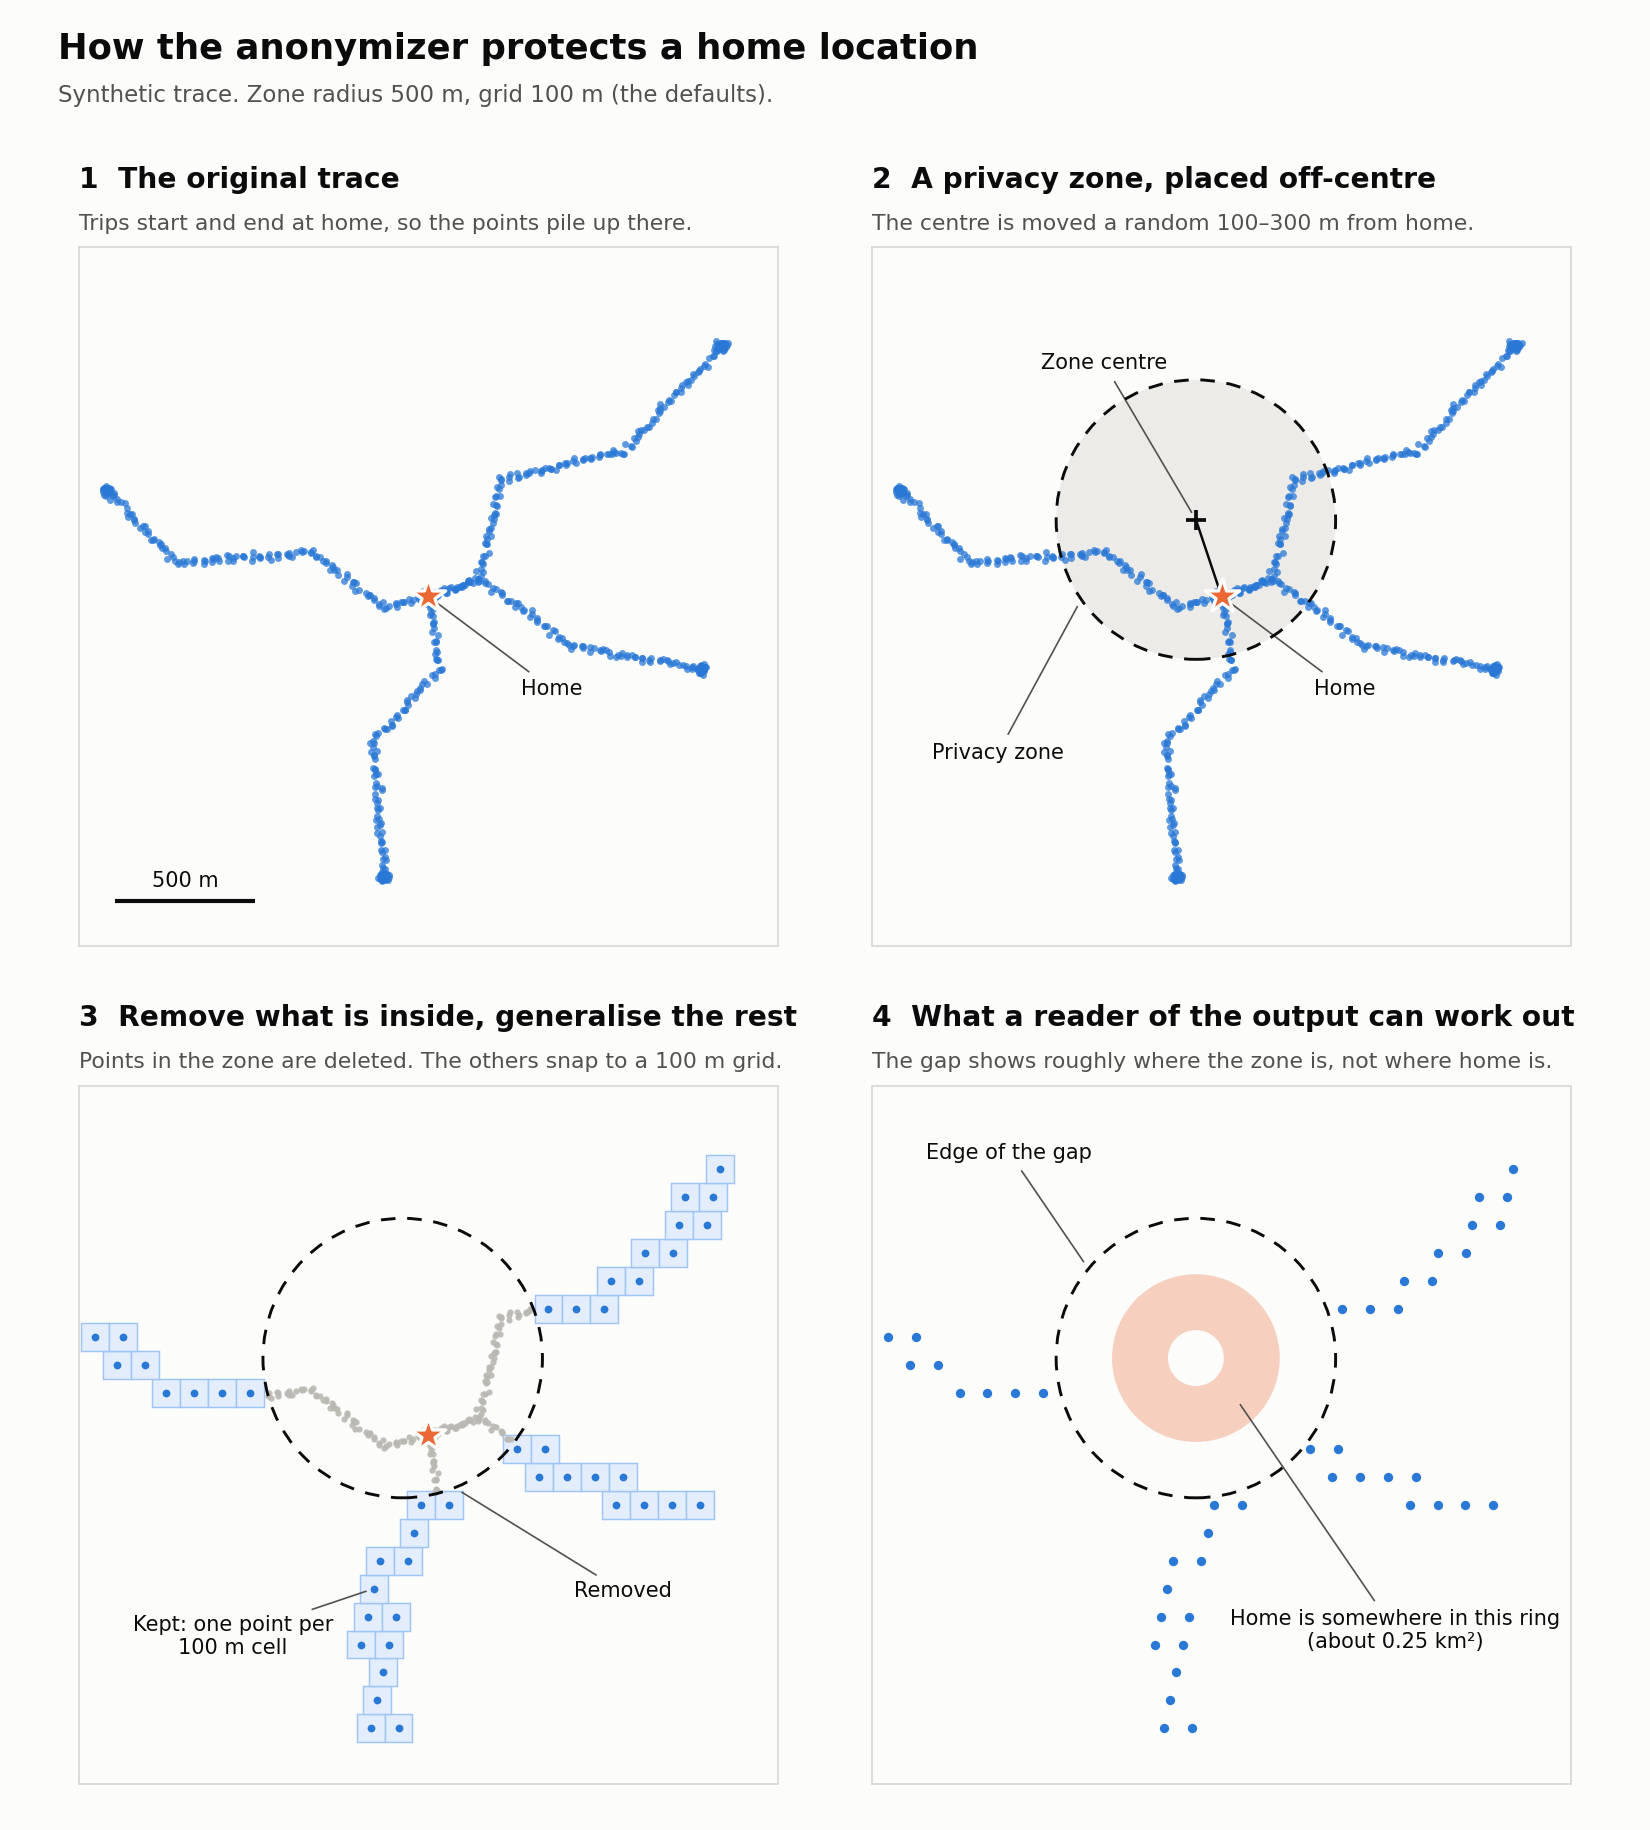 How the anonymizer protects a home location
Synthetic trace. Zone radius 500 m, grid 100 m (the defaults).
1 The original trace
Trips start and end at home, so the points pile up there.
Home
500 m
2 A privacy zone, placed off-centre
The centre is moved a random 100–300 m from home.
Zone centre
Home
Privacy zone
3 Remove what is inside, generalise the rest
Points in the zone are deleted. The others snap to a 100 m grid.
Removed
Kept: one point per
100 m cell
4 What a reader of the output can work out
The gap shows roughly where the zone is, not where home is.
Edge of the gap
Home is somewhere in this ring
(about 0.25 km²)